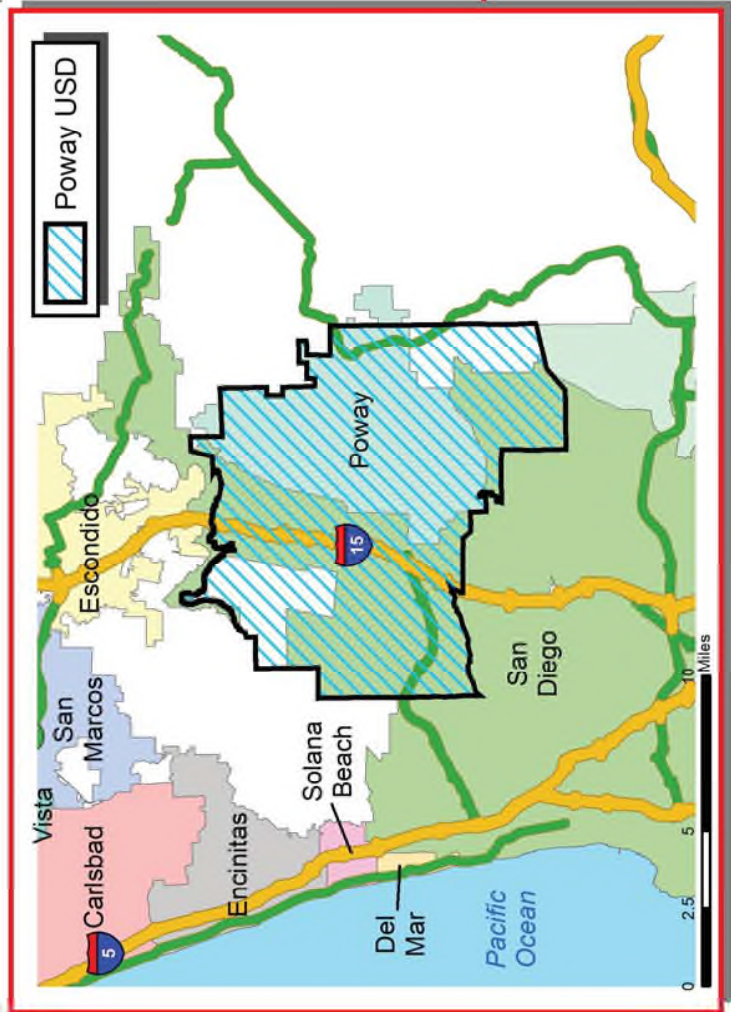 Poway USD
Vista
San
Marcos
Escondido
Carlsbad
5
Encinitas
Solana
Beach
Del
Mar
Poway
15
San
Diego
Pacific
Ocean
0 2.5 5 10
Miles